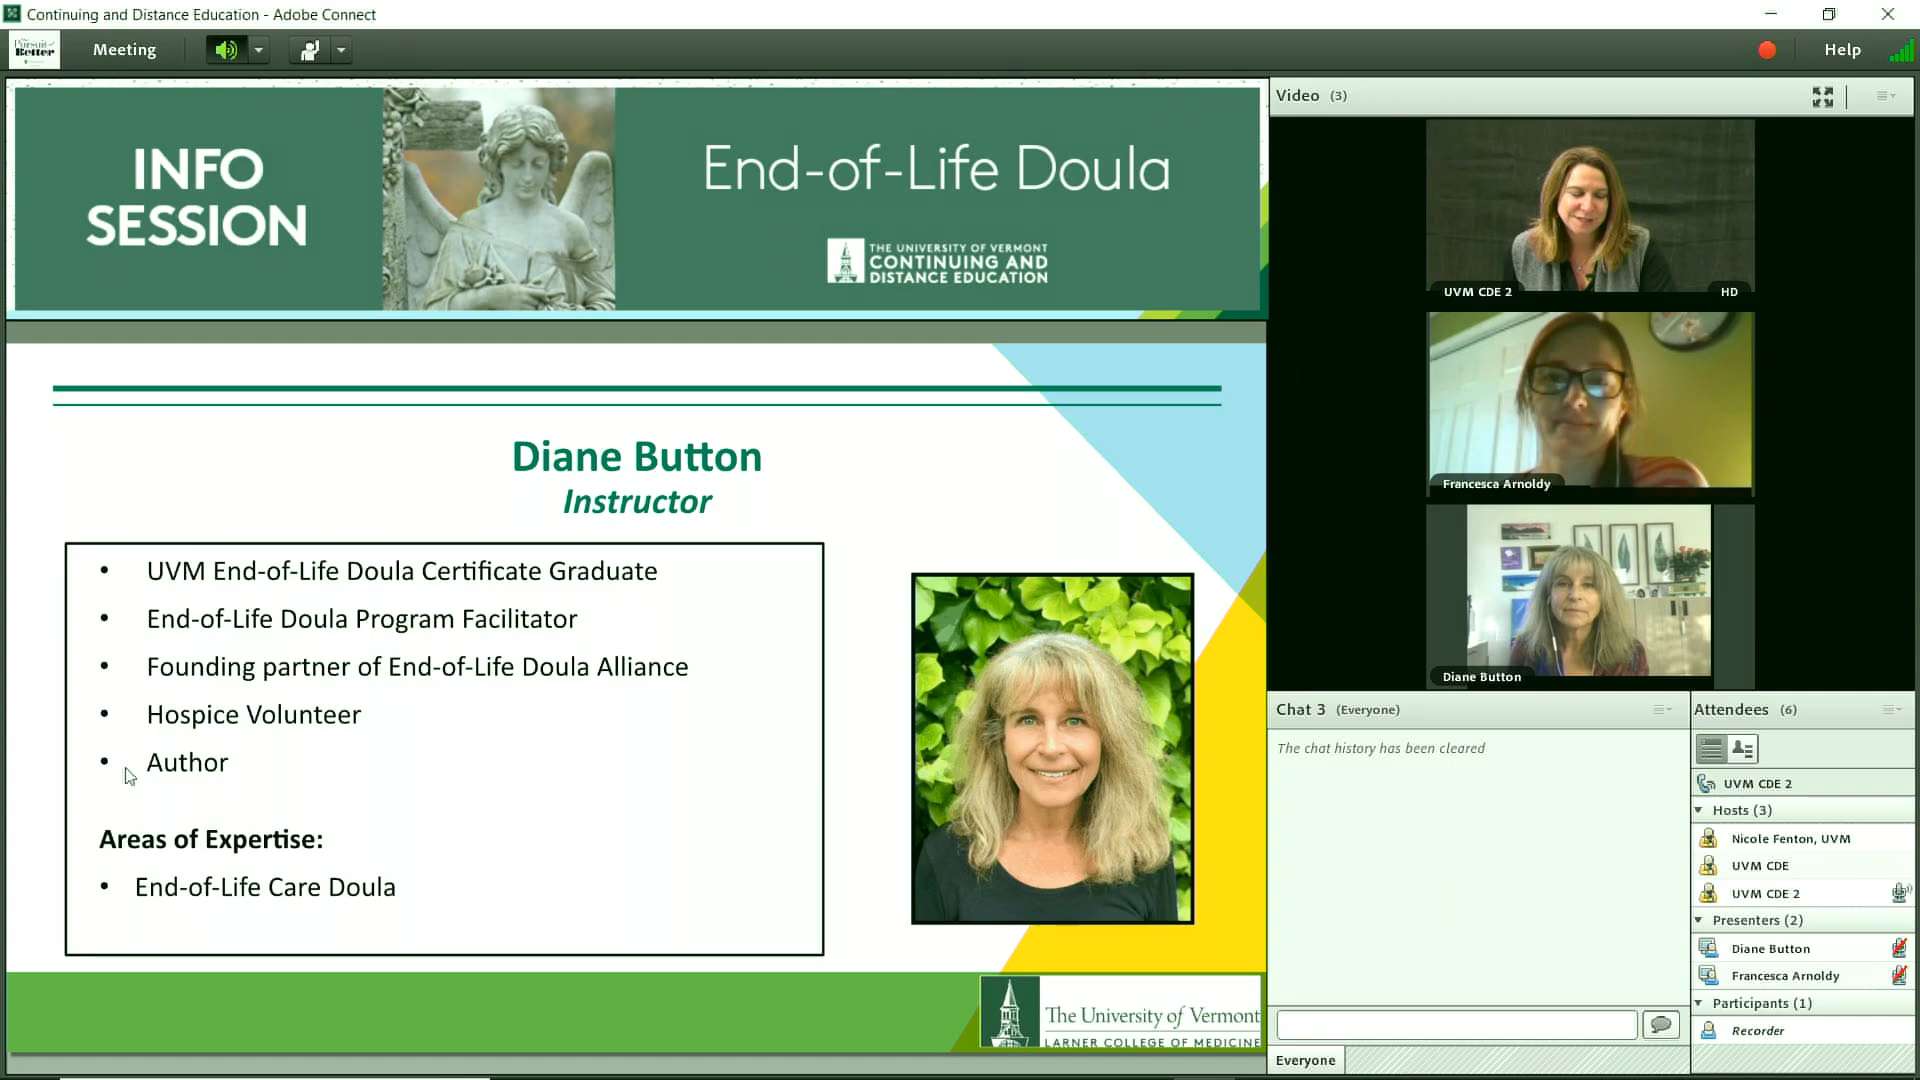 Continuing and Distance Education - Adobe Connect
Pursuit of
Better
Meeting
Help
INFO
SESSION
End-of-Life Doula
THE UNIVERSITY OF VERMONT
CONTINUING AND
DISTANCE EDUCATION
Diane Button
Instructor
• UVM End-of-Life Doula Certificate Graduate
• End-of-Life Doula Program Facilitator
• Founding partner of End-of-Life Doula Alliance
• Hospice Volunteer
• Author
Areas of Expertise:
• End-of-Life Care Doula
The University of Vermont
LARNER COLLEGE OF MEDICINE
Video (3)
UVM CDE 2
HD
Francesca Arnoldy
Diane Button
Chat 3 (Everyone)
The chat history has been cleared
Everyone
Attendees (6)
UVM CDE 2
Hosts (3)
Nicole Fenton, UVM
UVM CDE
UVM CDE 2
Presenters (2)
Diane Button
Francesca Arnoldy
Participants (1)
Recorder